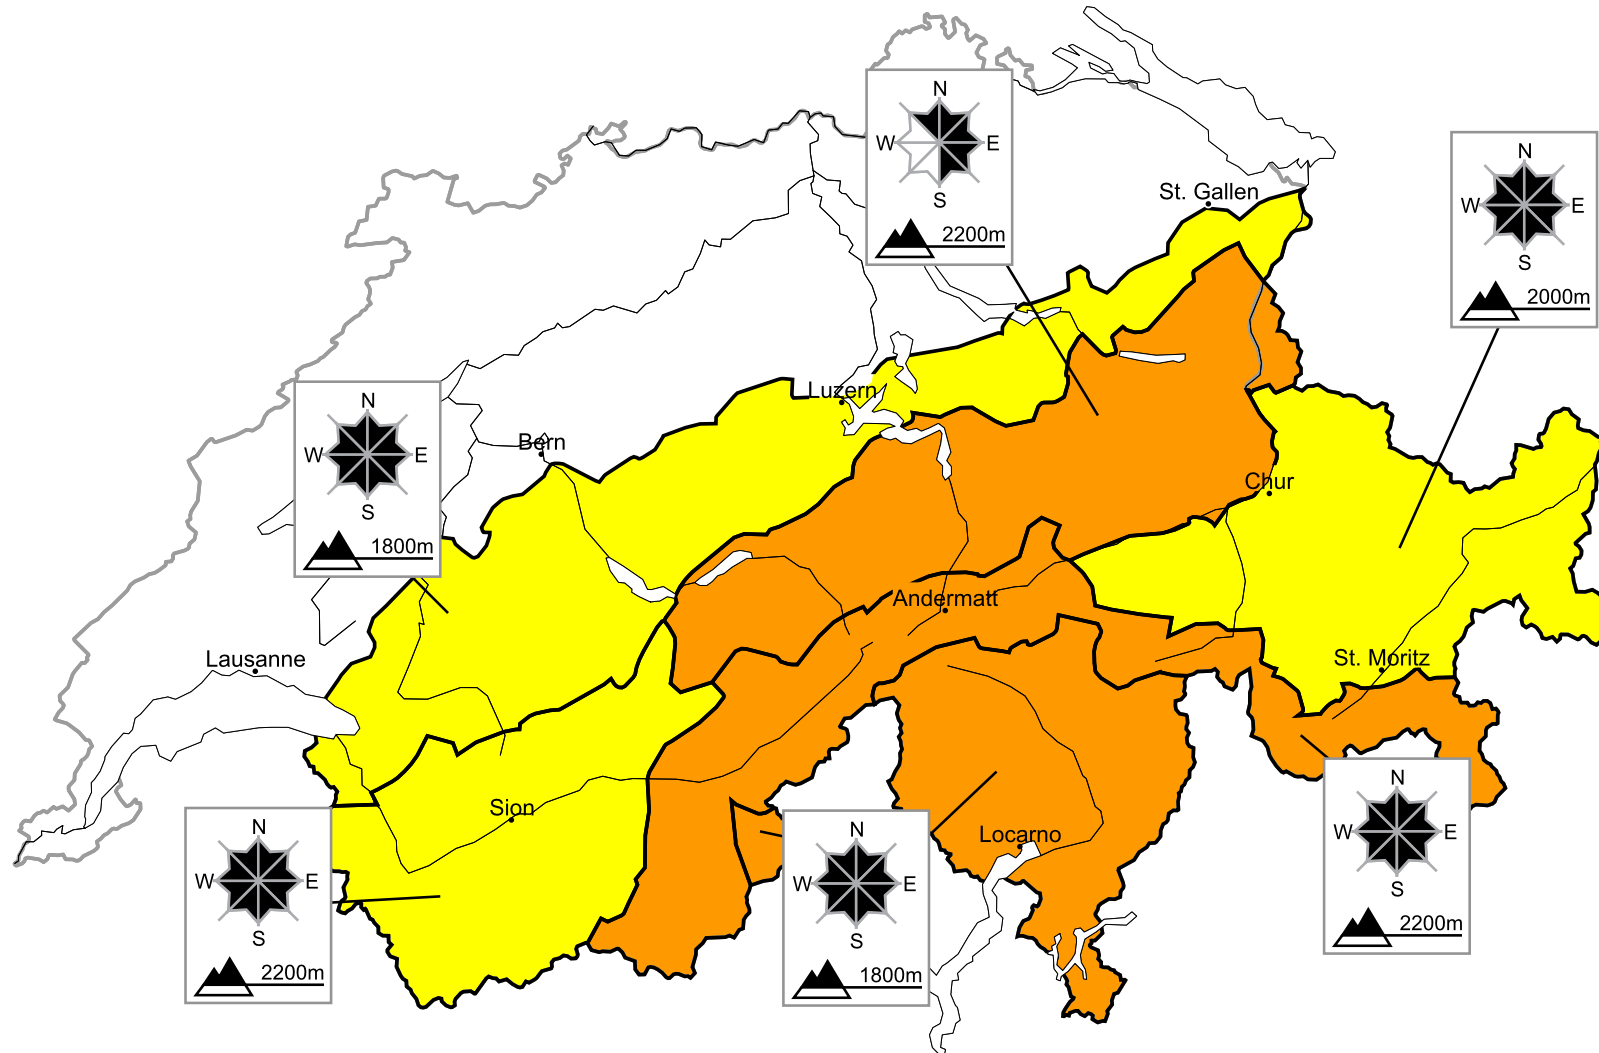 N
W E
S
2200m
St. Gallen
N
W E
S
2000m
Luzern
N
W E
S
1800m
Bern
Chur
Andermatt
Lausanne
St. Moritz
N
W E
S
2200m
Sion
N
W E
S
2200m
N
W E
S
1800m
Locarno